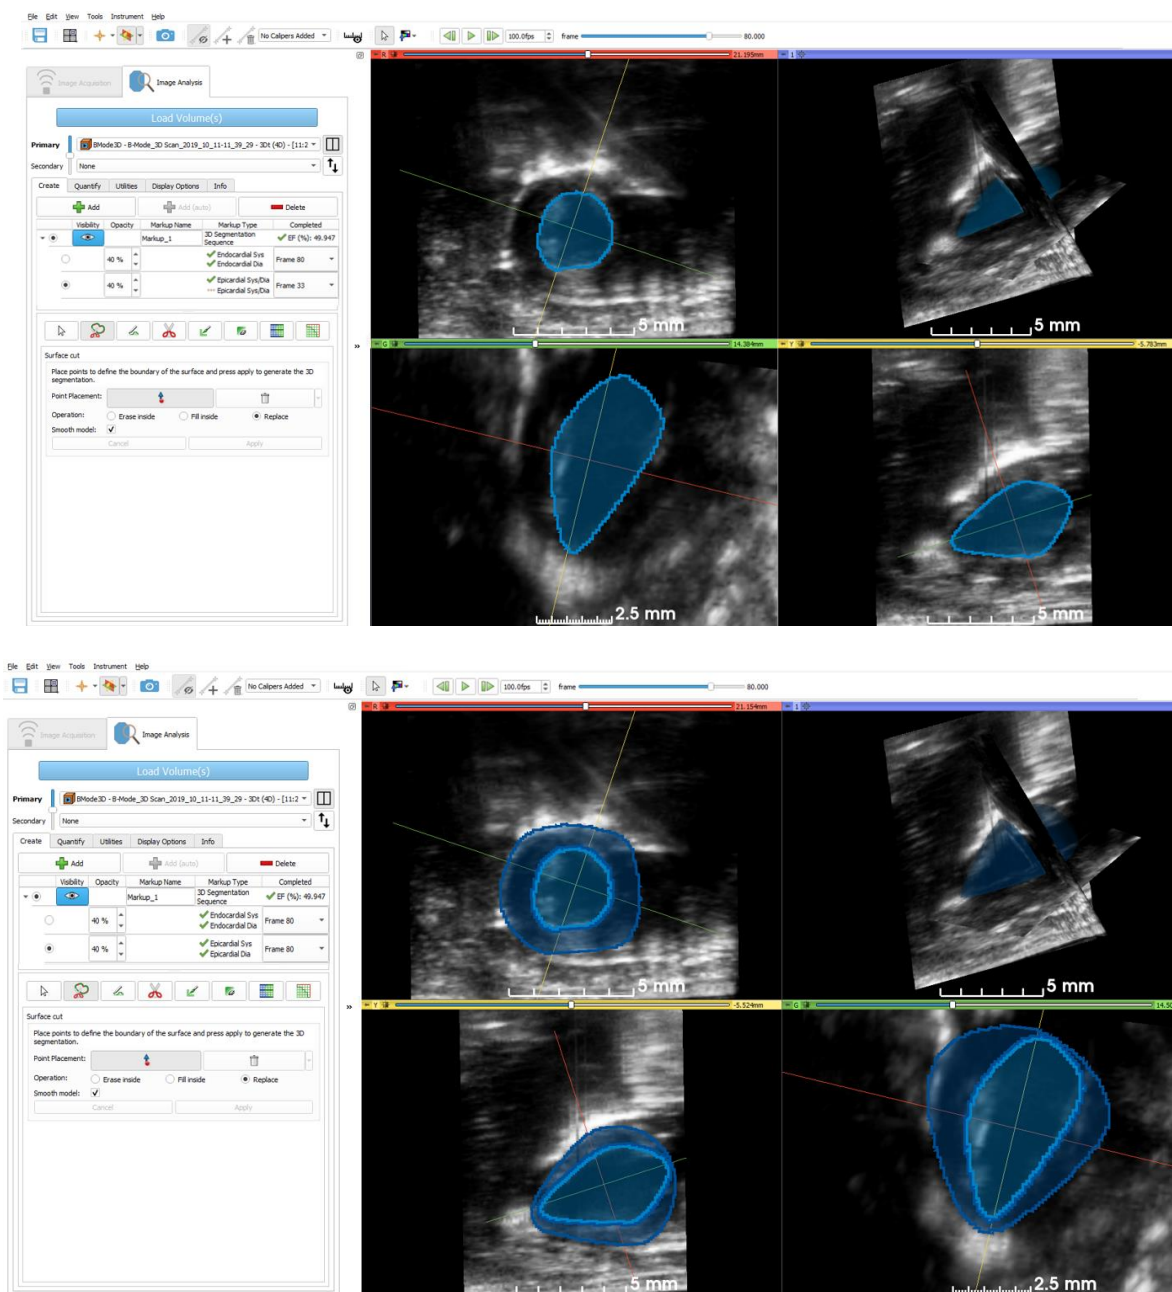 File Edit View Tools Instrument Help
No Calipers Added 100.0fps frame 80.000
R 21.195mm 1
Image Acquisition Image Analysis
Load Volume(s)
Primary BMode3D - B-Mode_3D Scan_2019_10_11-11_39_29 - 3Dt (4D) - [11:2
Secondary None
Create Quantify Utilities Display Options Info
Add Add (auto) Delete
Visibility Opacity Markup Name Markup Type Completed
Markup_1 3D Segmentation Sequence EF (%): 49.947
40 % Endocardial Sys Endocardial Dia Frame 80
40 % Epicardial Sys/Dia Epicardial Sys/Dia Frame 33
5 mm 5 mm
G 14.384mm Y -5.783mm
»
Surface cut
Place points to define the boundary of the surface and press apply to generate the 3D
segmentation.
Point Placement:
Operation: Erase inside Fill inside Replace
Smooth model:
Cancel Apply
2.5 mm 5 mm
File Edit View Tools Instrument Help
No Calipers Added 100.0fps frame 80.000
R 21.154mm 1
Image Acquisition Image Analysis
Load Volume(s)
Primary BMode3D - B-Mode_3D Scan_2019_10_11-11_39_29 - 3Dt (4D) - [11:2
Secondary None
Create Quantify Utilities Display Options Info
Add Add (auto) Delete
Visibility Opacity Markup Name Markup Type Completed
Markup_1 3D Segmentation Sequence EF (%): 49.947
40 % Endocardial Sys Endocardial Dia Frame 80
40 % Epicardial Sys Epicardial Dia Frame 80
5 mm 5 mm
Y -5.524mm G 14.50
»
Surface cut
Place points to define the boundary of the surface and press apply to generate the 3D
segmentation.
Point Placement:
Operation: Erase inside Fill inside Replace
Smooth model:
Cancel Apply
5 mm 2.5 mm